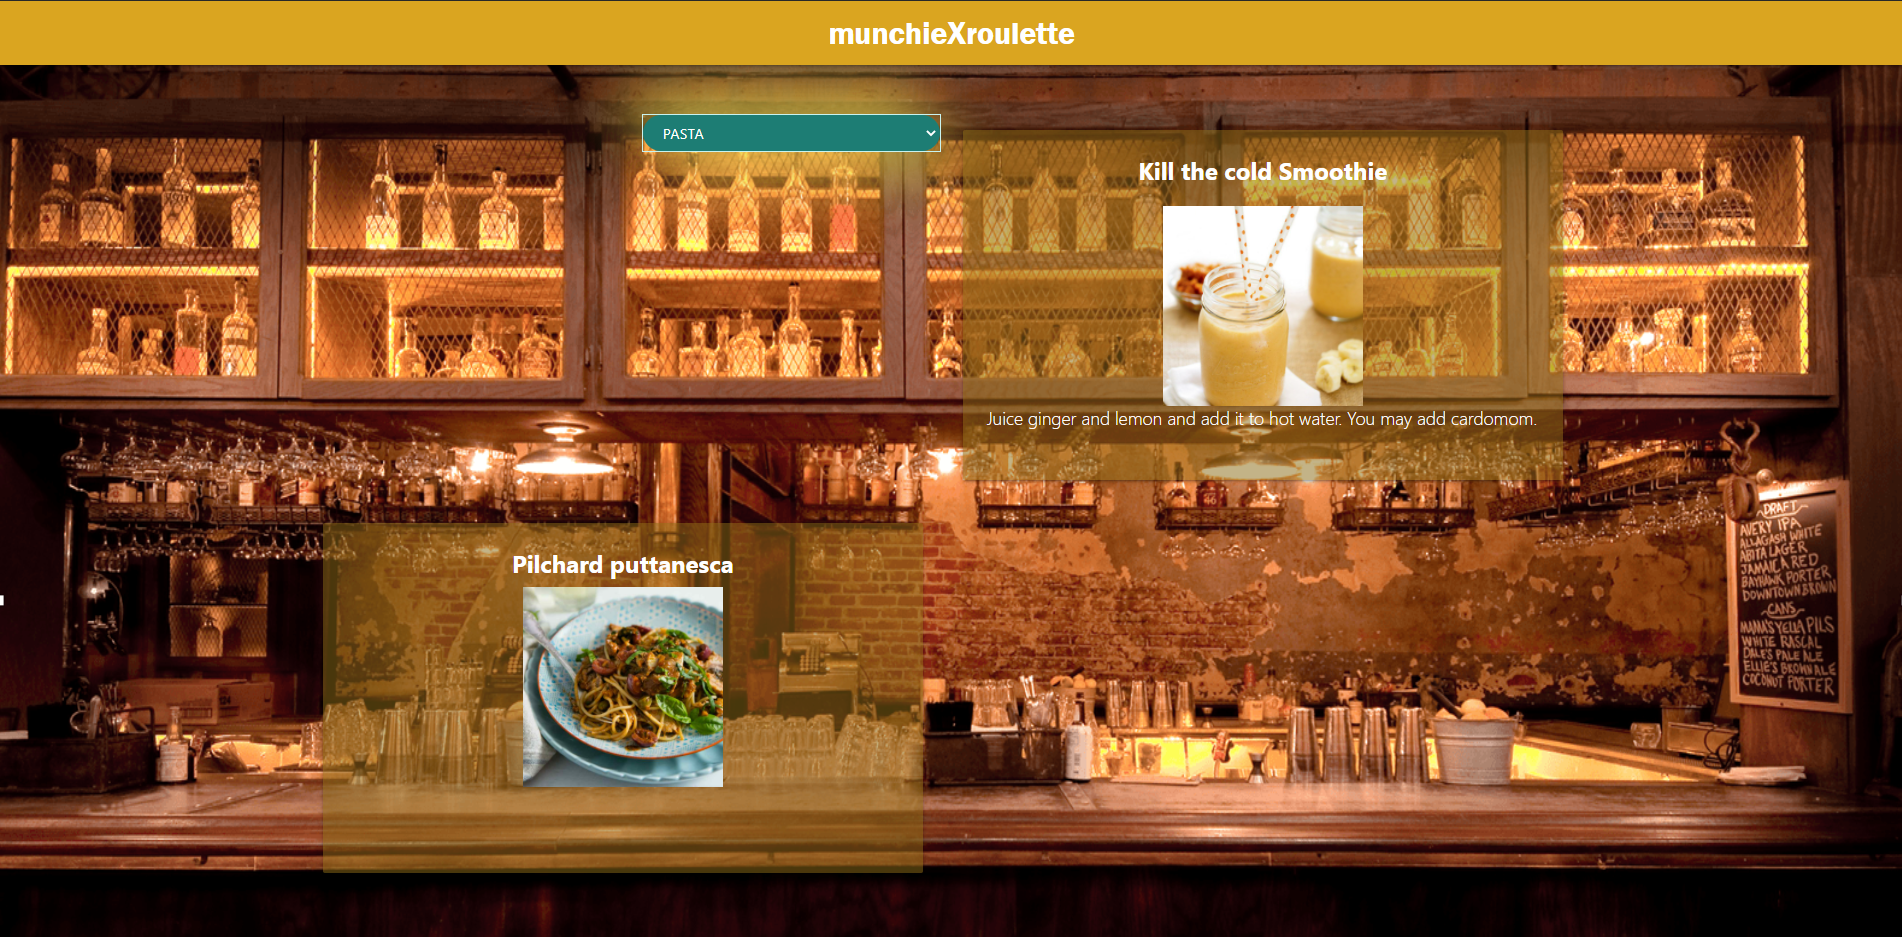 munchieXroulette
PASTA
Kill the cold Smoothie
Juice ginger and lemon and add it to hot water. You may add cardomom.
Pilchard puttanesca
DRAFT
AVERY IPA
ALLAGASH WHITE
ABITA LAGER
JAMAICA RED
BAYHAWK PORTER
DOWNTOWN BROWN
CANS
MAMA'S YELLA PILS
WHITE RASCAL
DALE'S PALE ALE
ELLIE'S BROWN ALE
COCONUT PORTER